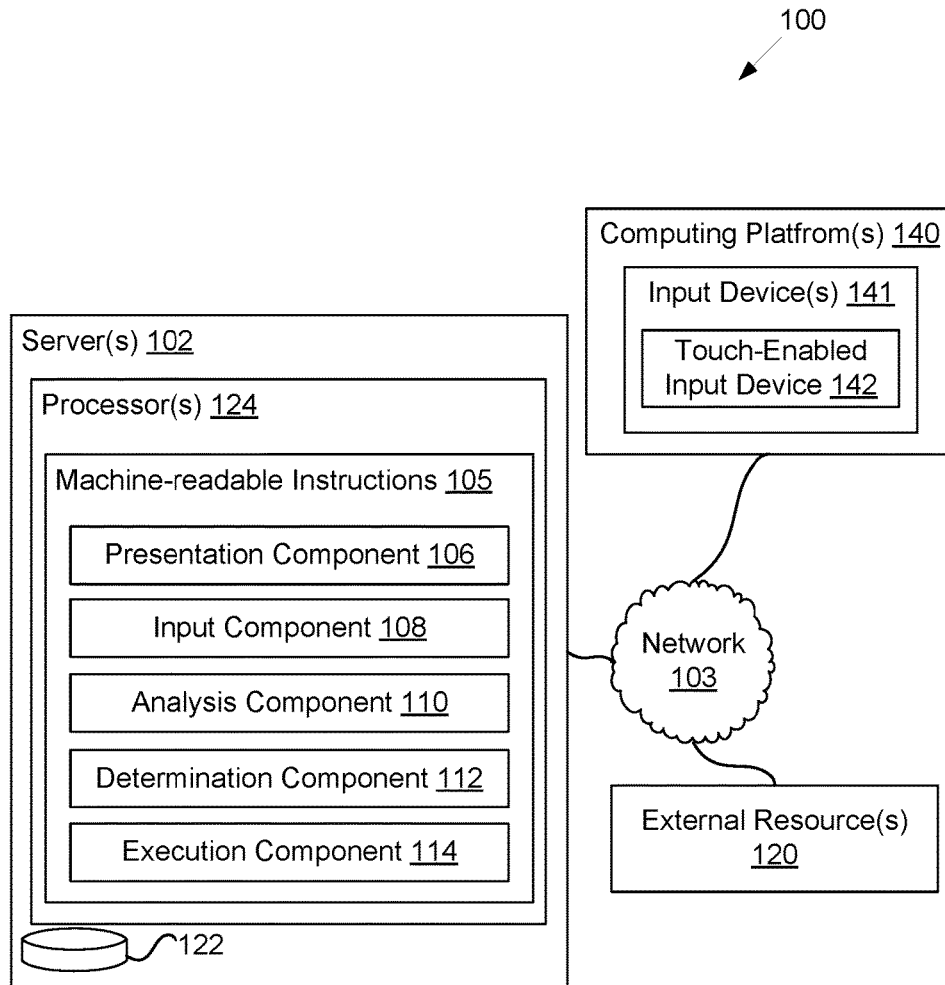 100
Computing Platfrom(s) 140
Input Device(s) 141
Touch-Enabled
Input Device 142
Server(s) 102
Processor(s) 124
Machine-readable Instructions 105
Presentation Component 106
Input Component 108
Analysis Component 110
Determination Component 112
Execution Component 114
122
Network
103
External Resource(s)
120